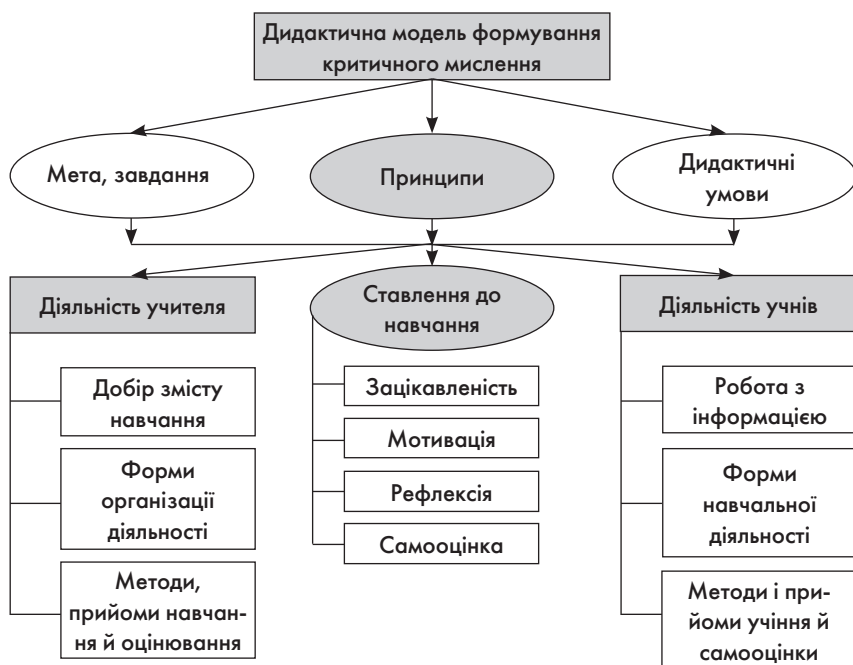 Дидактична модель формування
критичного мислення
Мета, завдання
Принципи
Дидактичні
умови
Діяльність учителя
Ставлення до
навчання
Діяльність учнів
Добір змісту
навчання
Форми
організації
діяльності
Методи,
прийоми навчан-
ня й оцінювання
Зацікавленість
Мотивація
Рефлексія
Самооцінка
Робота з
інформацією
Форми
навчальної
діяльності
Методи і при-
йоми учіння й
самооцінки